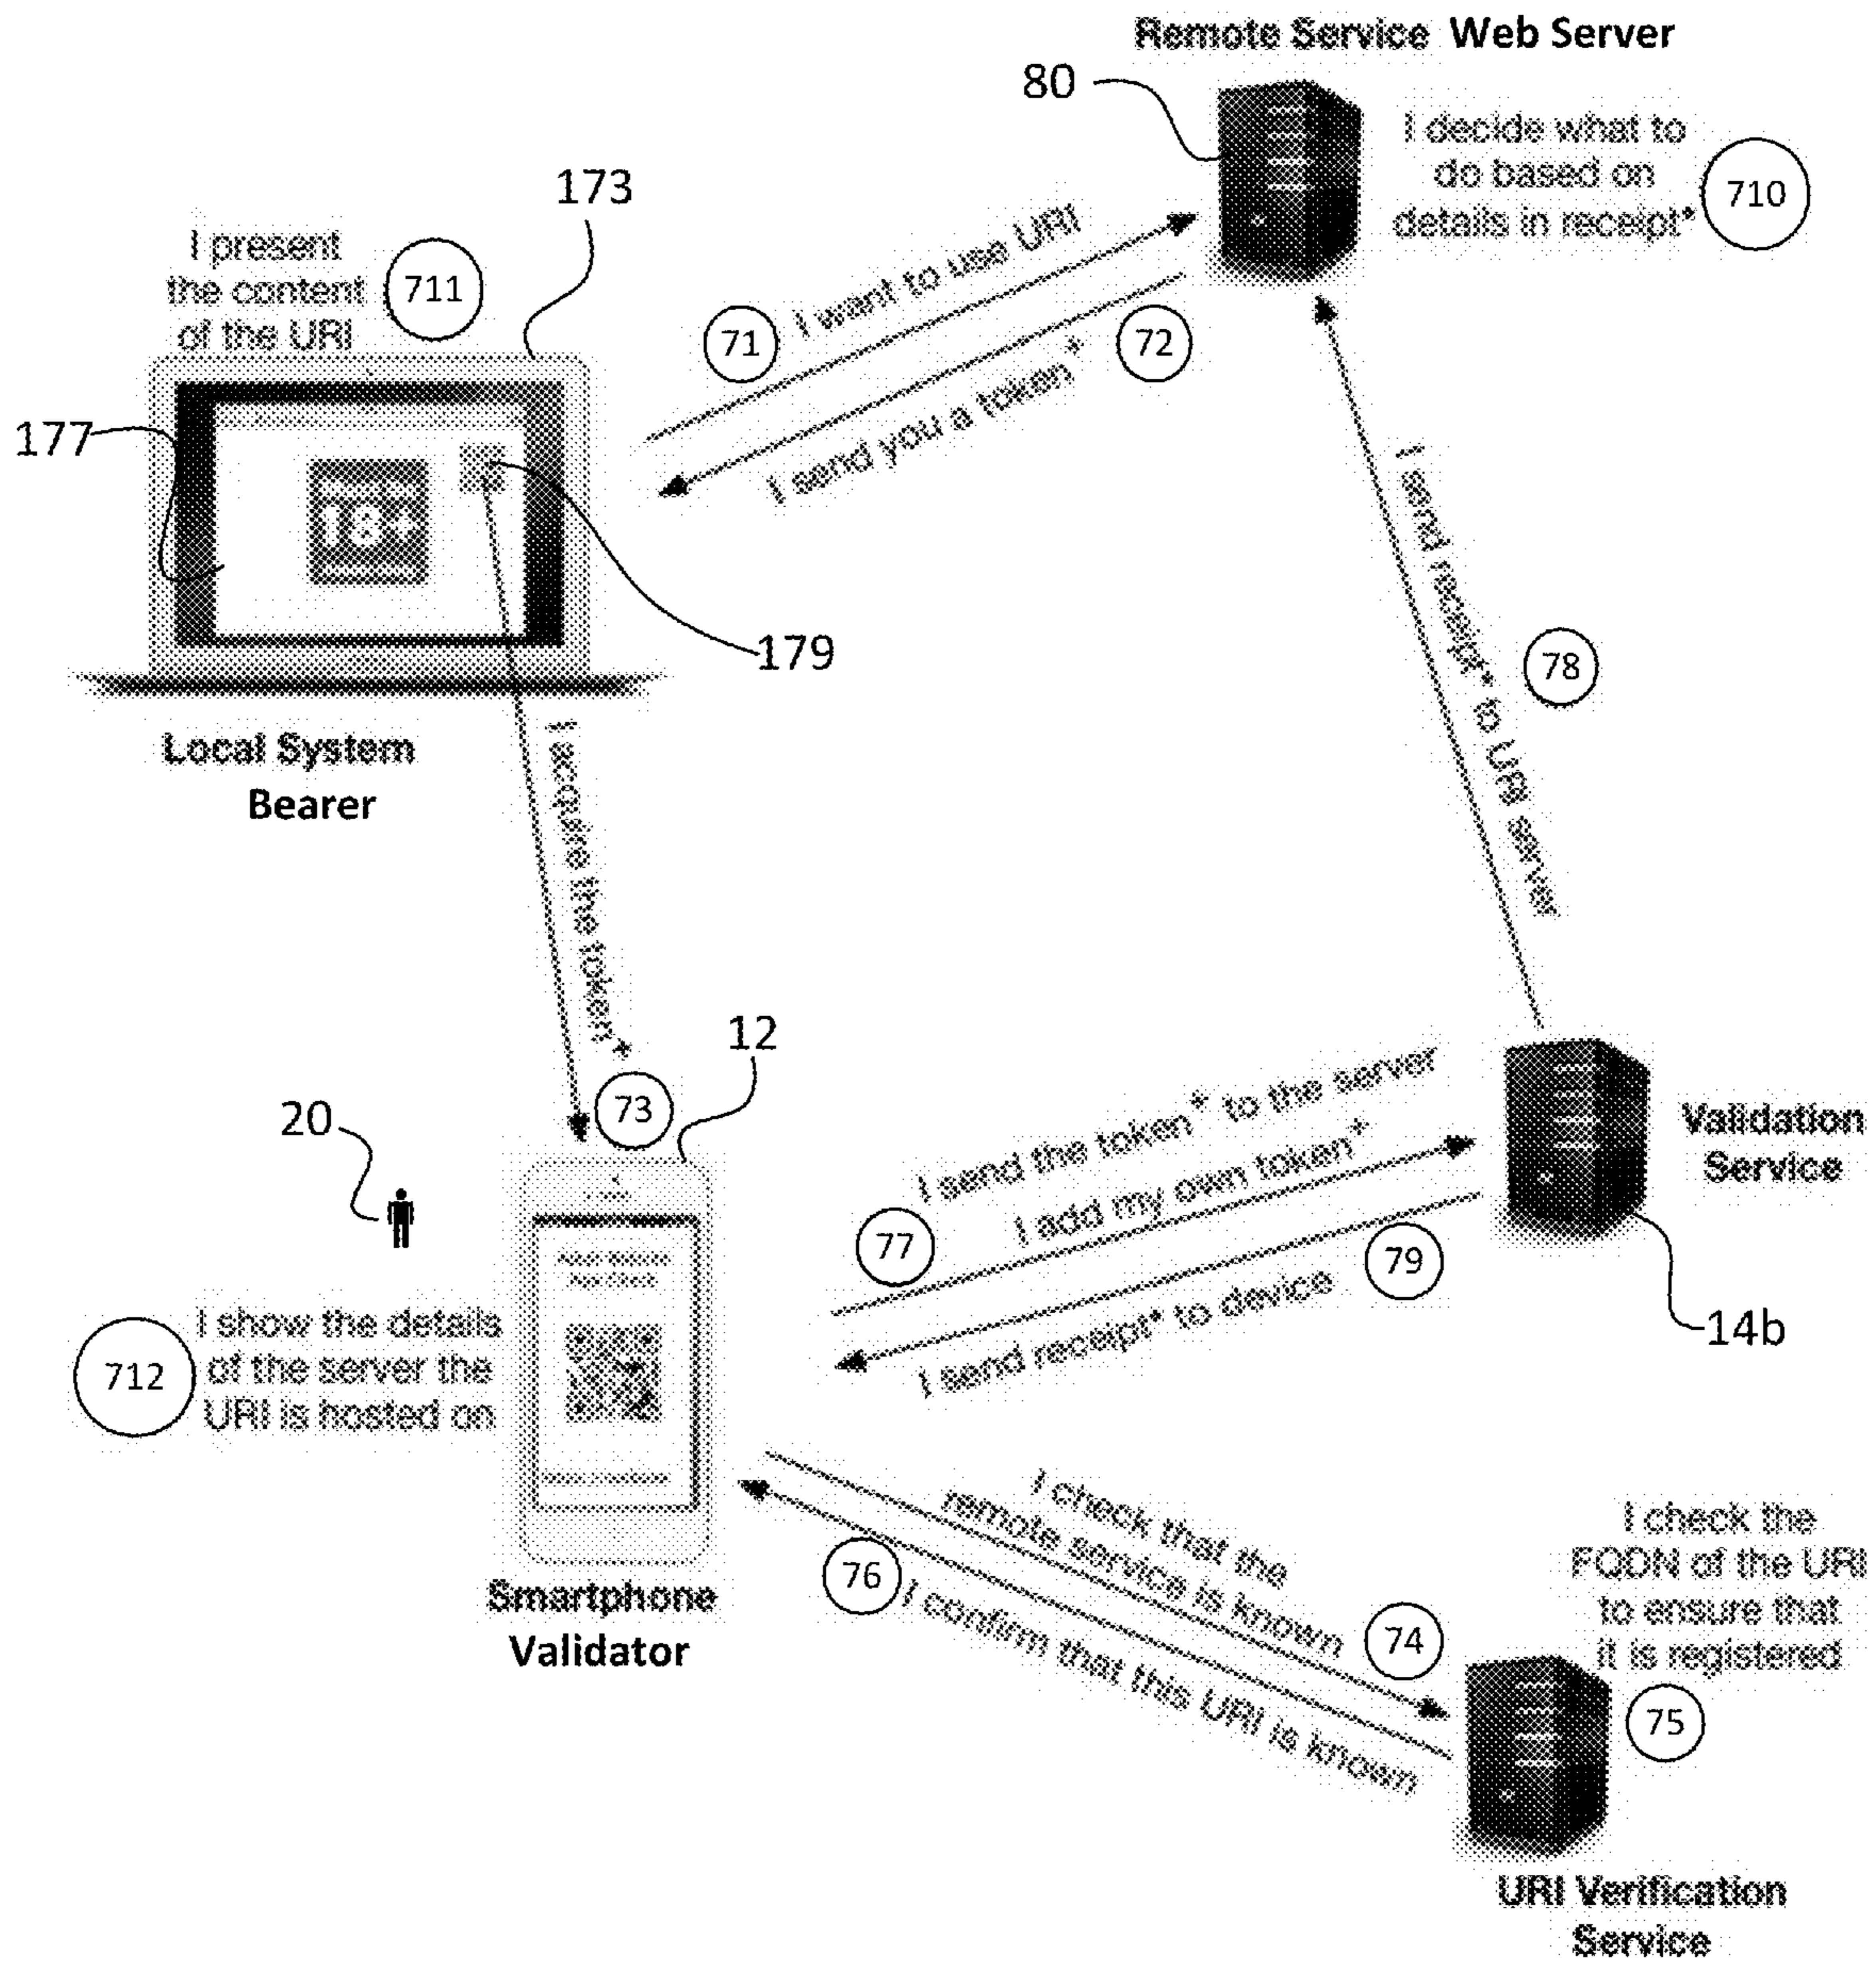 Remote Service Web Server
80
I decide what to
do based on
details in receipt*
710
173
I present
the content
of the URI
711
71
I want to use URI
72
I send you a token+
177
179
Local System
Bearer
I acquire the token+
73
I send receipt* to URI server
78
12
20
I send the token+ to the server
I add my own token+
77
79
I send receipt* to device
Validation
Service
14b
712
I show the details
of the server the
URI is hosted on
Smartphone
Validator
I check that the
remote service is known
74
76
I confirm that this URI is known
I check the
FQDN of the URI
to ensure that
it is registered
75
URI Verification
Service